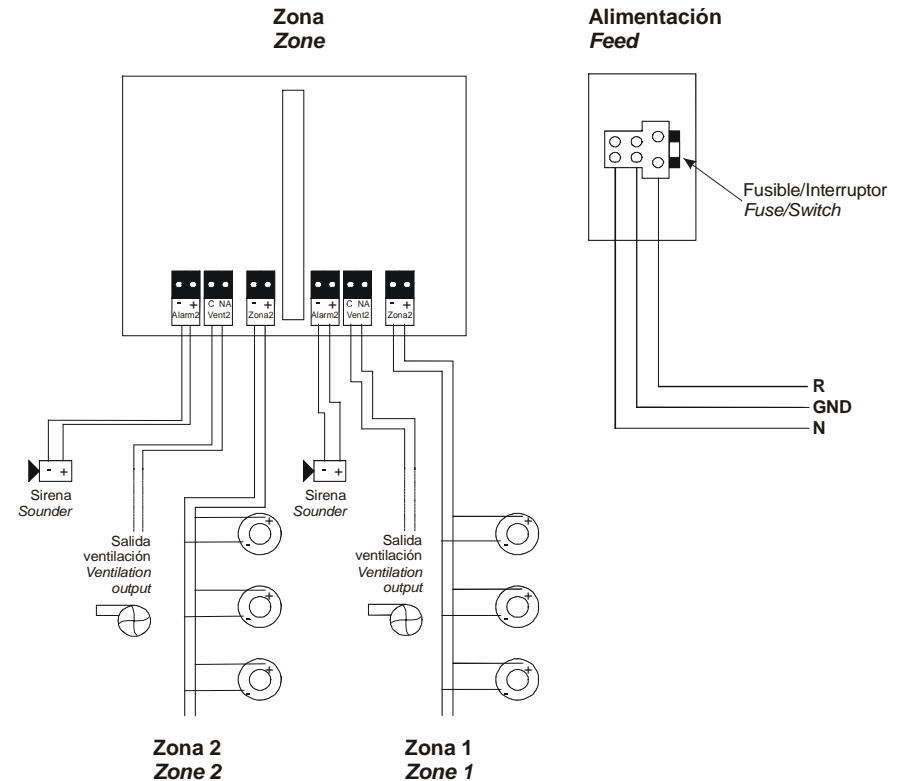 Zona
Zone
Alimentación
Feed
Fusible/Interruptor
Fuse/Switch
- +
Alarm2
C NA
Vent2
- +
Zona2
- +
Alarm2
C NA
Vent2
- +
Zona2
R
GND
N
- +
Sirena
Sounder
- +
Sirena
Sounder
Salida
ventilación
Ventilation
output
Salida
ventilación
Ventilation
output
+
-
+
-
+
-
+
-
+
-
+
-
Zona 2
Zone 2
Zona 1
Zone 1